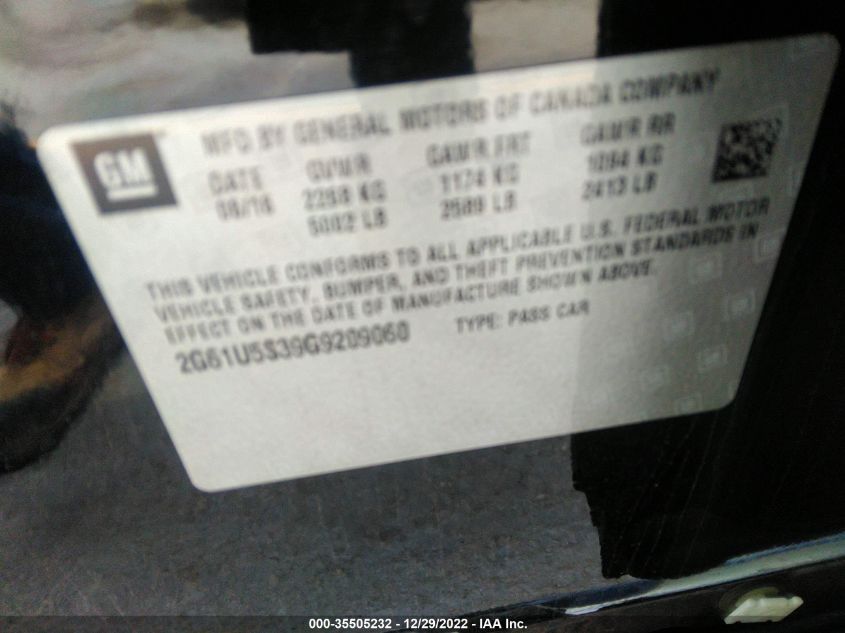 GM
MFD BY GENERAL MOTORS OF CANADA COMPANY
DATE GVWR GAWR FRT GAWR RR
08/16 2268 KG 1174 KG 1094 KG
5002 LB 2589 LB 2413 LB
THIS VEHICLE CONFORMS TO ALL APPLICABLE U.S. FEDERAL MOTOR
VEHICLE SAFETY, BUMPER, AND THEFT PREVENTION STANDARDS IN
EFFECT ON THE DATE OF MANUFACTURE SHOWN ABOVE.
2G61U5S39G9209060 TYPE: PASS CAR
000-35505232 - 12/29/2022 - IAA Inc.